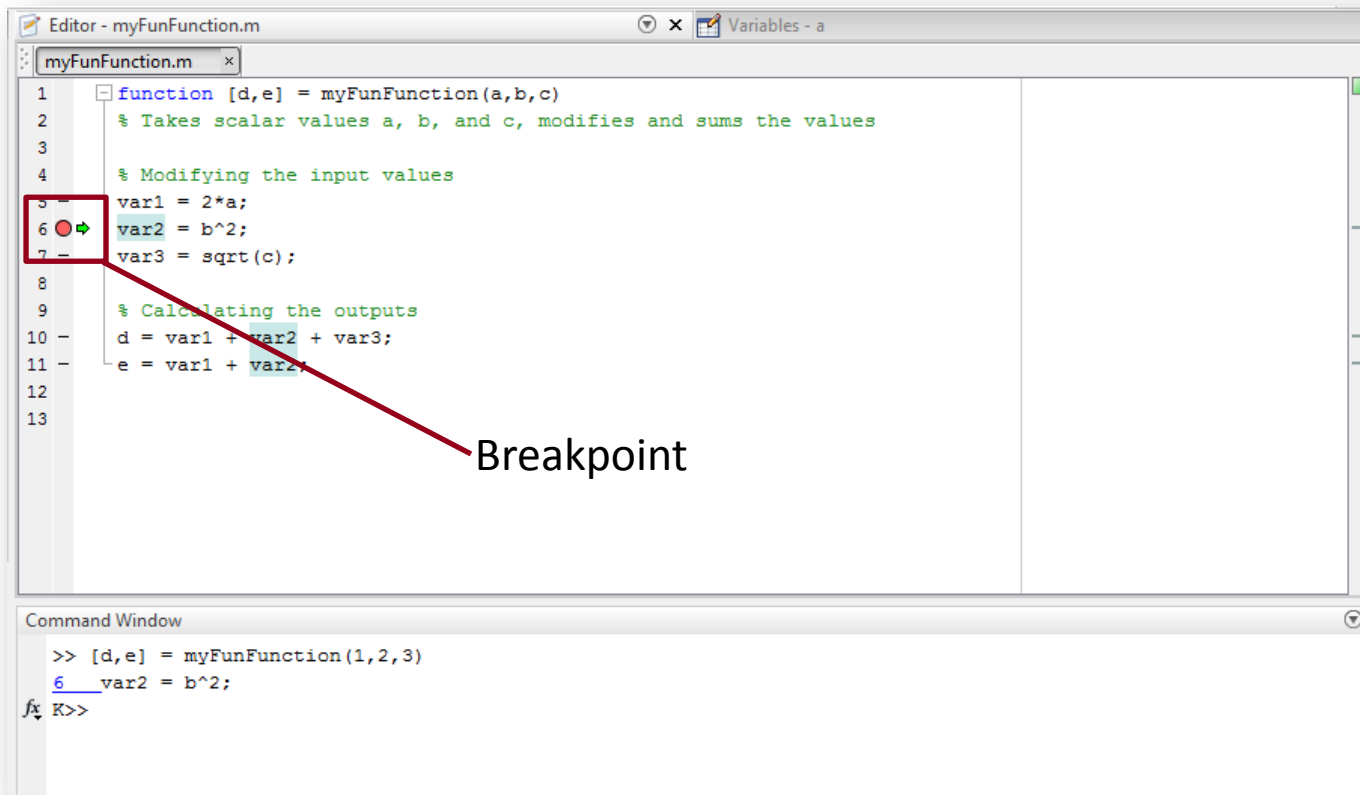 Editor - myFunFunction.m
Variables - a
myFunFunction.m
1 function [d,e] = myFunFunction(a,b,c)
2 % Takes scalar values a, b, and c, modifies and sums the values
3
4 % Modifying the input values
5 – var1 = 2*a;
6 var2 = b^2;
7 – var3 = sqrt(c);
8
9 % Calculating the outputs
10 – d = var1 + var2 + var3;
11 – e = var1 + var2;
12
13
Breakpoint
Command Window
>> [d,e] = myFunFunction(1,2,3)
6 var2 = b^2;
fx K>>